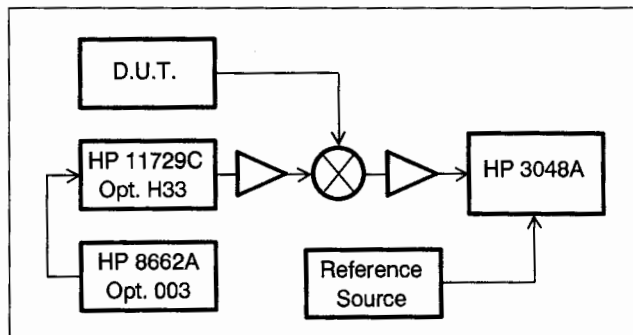 D.U.T.
HP 11729C
Opt. H33
HP 3048A
HP 8662A
Opt. 003
Reference
Source